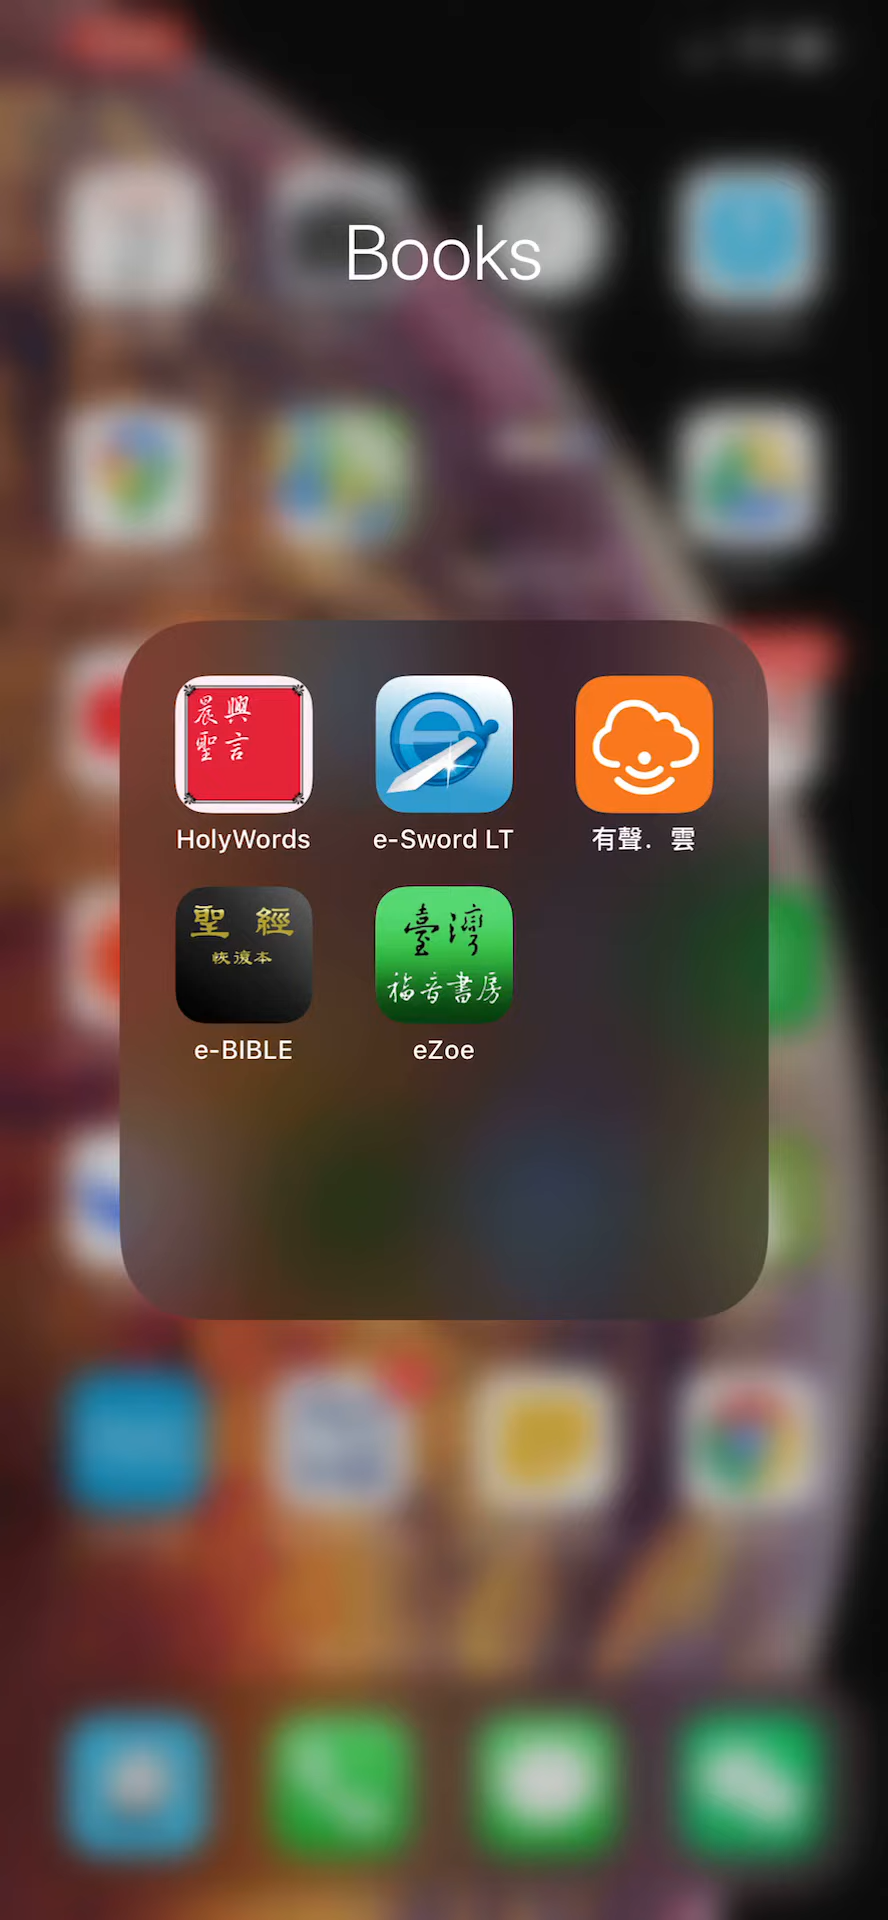 Books
晨興
聖言
HolyWords
e-Sword LT
有聲．雲
聖經
恢復本
e-BIBLE
臺灣
福音書房
eZoe